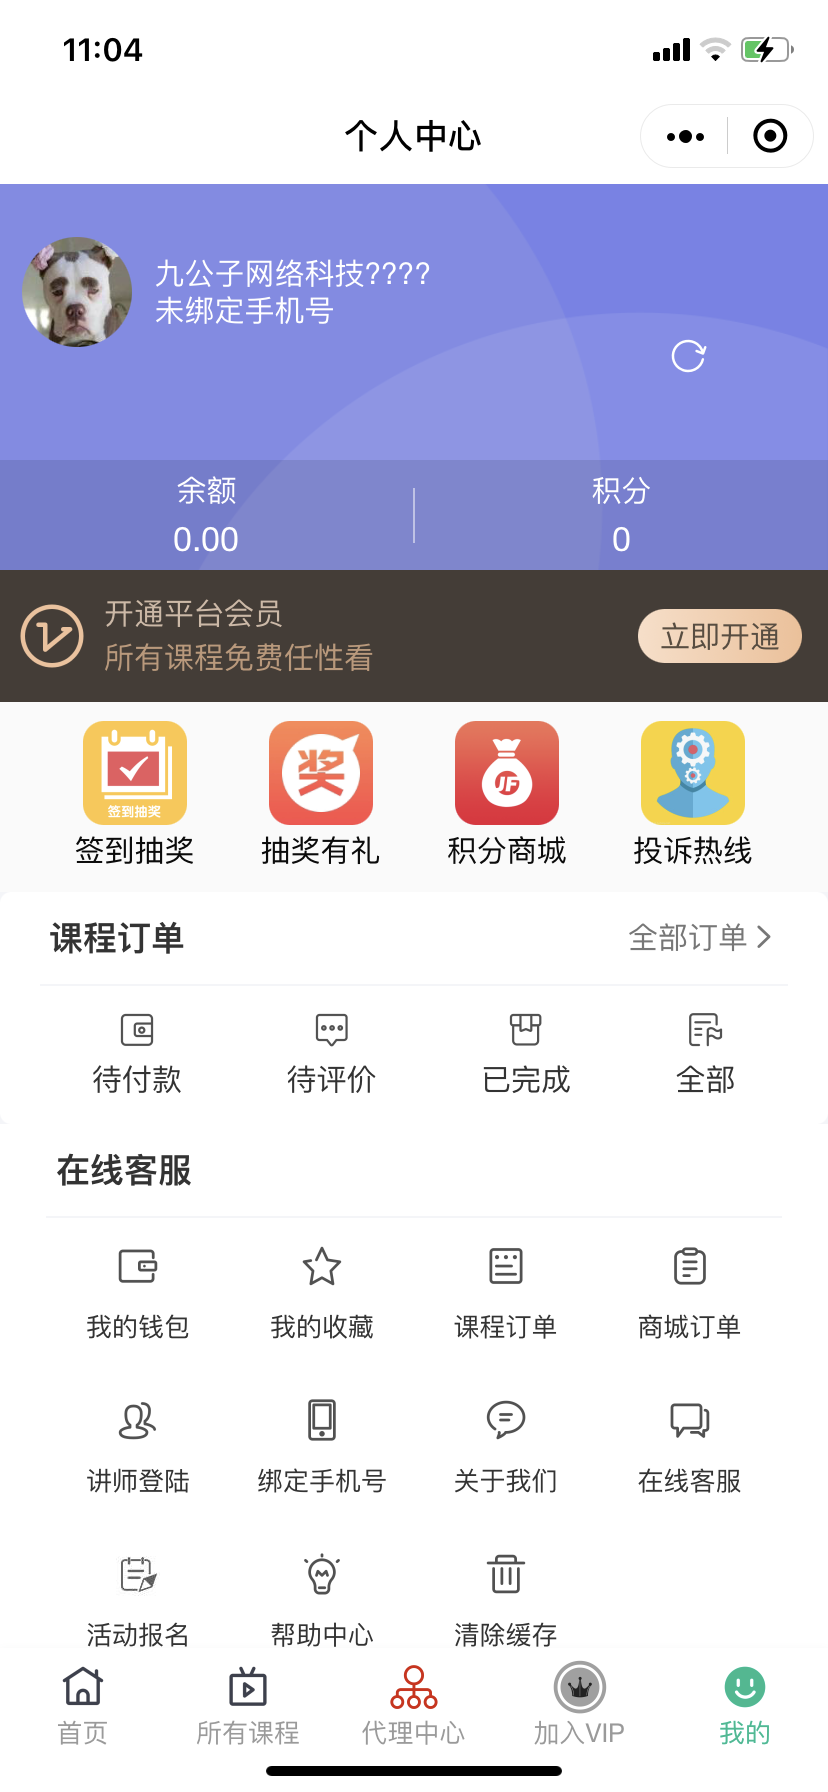 11:04
个人中心
九公子网络科技????
未绑定手机号
余额
积分
0.00
0
开通平台会员
所有课程免费任性看
立即开通
签到抽奖
奖
签到抽奖
抽奖有礼
积分商城
投诉热线
课程订单
全部订单
待付款
待评价
已完成
全部
在线客服
我的钱包
我的收藏
课程订单
商城订单
讲师登陆
绑定手机号
关于我们
在线客服
活动报名
帮助中心
清除缓存
首页
所有课程
代理中心
加入VIP
我的